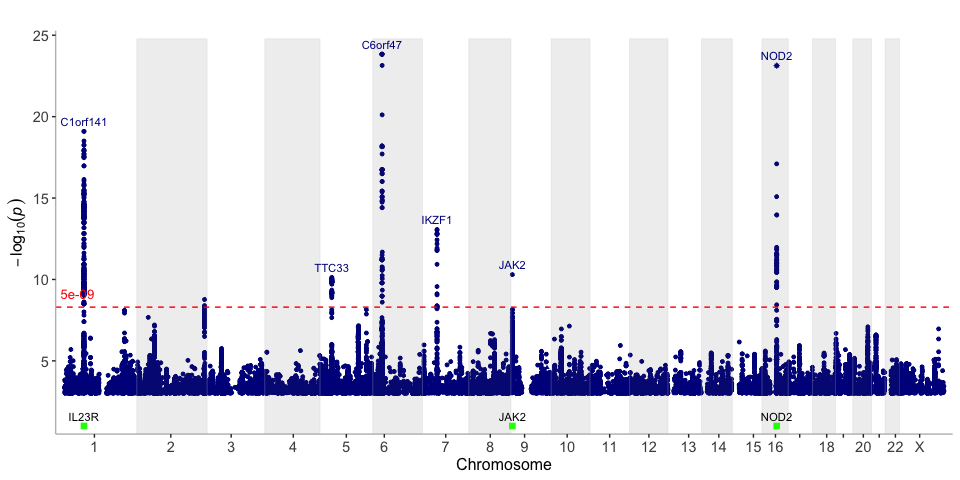 25
20
15
10
5
−log10(p)
C1orf141
C6orf47
NOD2
IKZF1
TTC33
JAK2
5e-09
IL23R
JAK2
NOD2
1 2 3 4 5 6 7 8 9 10 11 12 13 14 15 16 18 20 22 X
Chromosome